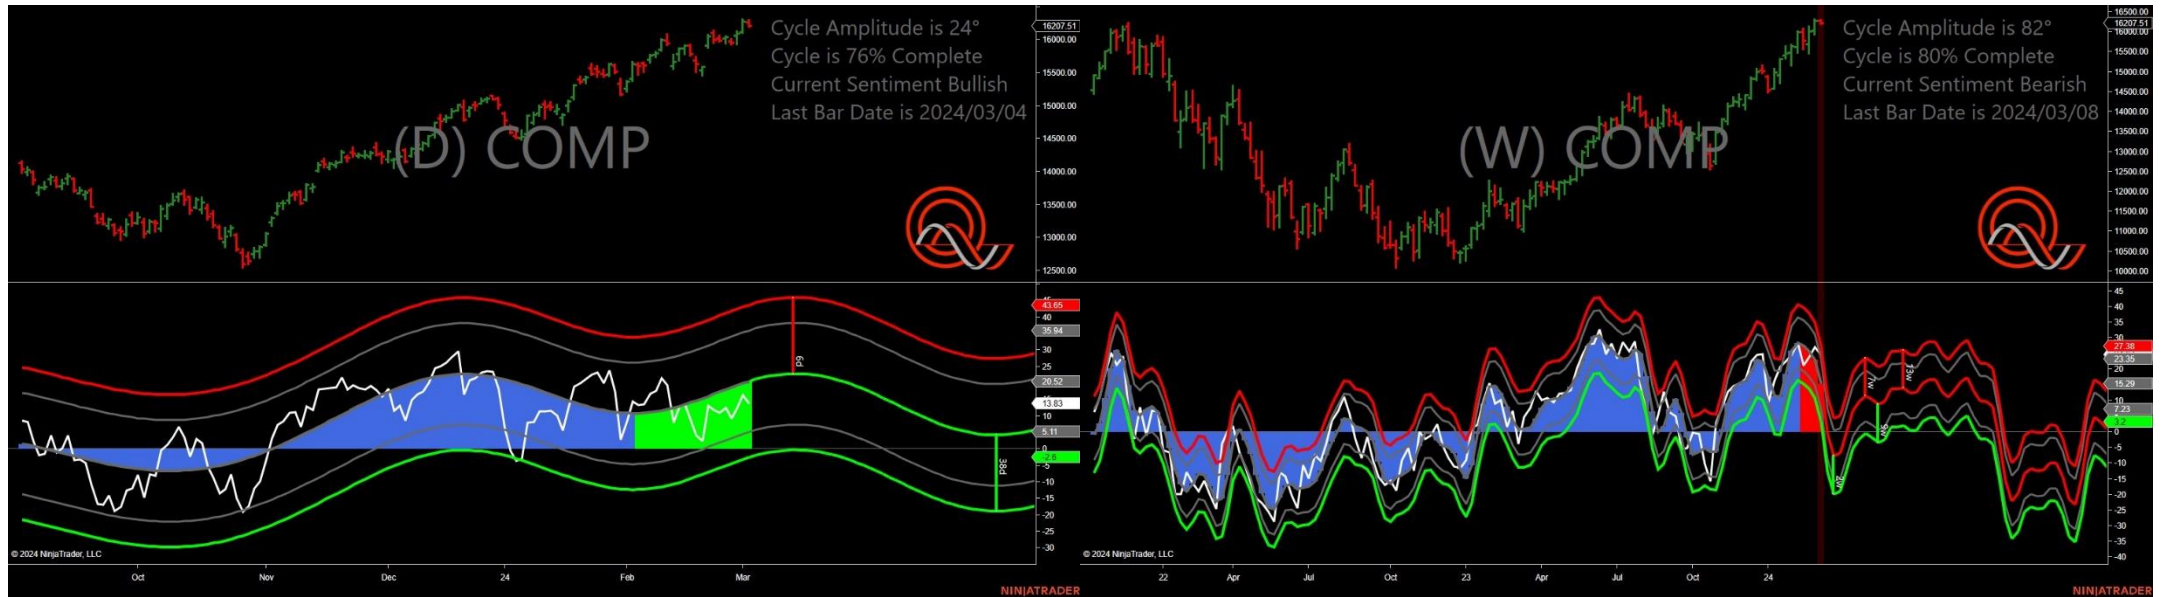 Cycle Amplitude is 24°
Cycle is 76% Complete
Current Sentiment Bullish
Last Bar Date is 2024/03/04
(D) COMP
16207.51
16000.00
15500.00
15000.00
14500.00
14000.00
13500.00
13000.00
12500.00
43.65
40
35.94
30
25
20.52
13.83
10
5.11
0
-2.6
-5
-10
-15
-20
-25
-30
6d
38d
© 2024 NinjaTrader, LLC
Oct
Nov
Dec
24
Feb
Mar
NINJATRADER
Cycle Amplitude is 82°
Cycle is 80% Complete
Current Sentiment Bearish
Last Bar Date is 2024/03/08
(W) COMP
16500.00
16207.51
16000.00
15500.00
15000.00
14500.00
14000.00
13500.00
13000.00
12500.00
12000.00
11500.00
11000.00
10500.00
10000.00
45
40
35
30
27.38
23.35
20
15.29
7.23
3.2
0
-5
-10
-15
-20
-25
-30
-35
-40
2w
7w
9w
13w
© 2024 NinjaTrader, LLC
22
Apr
Jul
Oct
23
Apr
Jul
Oct
24
NINJATRADER